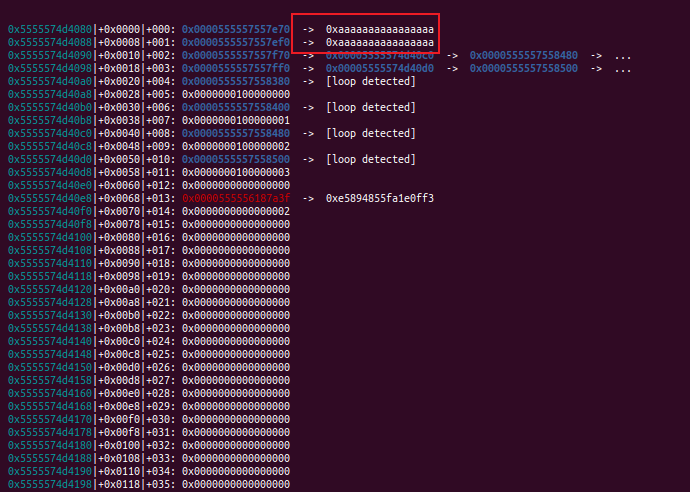 0x5555574d4080|+0x0000|+000: 0x0000555557557e70  ->  0xaaaaaaaaaaaaaaaa
0x5555574d4088|+0x0008|+001: 0x0000555557557ef0  ->  0xaaaaaaaaaaaaaaaa
0x5555574d4090|+0x0010|+002: 0x0000555557557f70  ->  0x00005555574d40c0  ->  0x0000555557558480  ->  ...
0x5555574d4098|+0x0018|+003: 0x0000555557557ff0  ->  0x00005555574d40d0  ->  0x0000555557558500  ->  ...
0x5555574d40a0|+0x0020|+004: 0x0000555557558380  ->  [loop detected]
0x5555574d40a8|+0x0028|+005: 0x0000000100000000
0x5555574d40b0|+0x0030|+006: 0x0000555557558400  ->  [loop detected]
0x5555574d40b8|+0x0038|+007: 0x0000000100000001
0x5555574d40c0|+0x0040|+008: 0x0000555557558480  ->  [loop detected]
0x5555574d40c8|+0x0048|+009: 0x0000000100000002
0x5555574d40d0|+0x0050|+010: 0x0000555557558500  ->  [loop detected]
0x5555574d40d8|+0x0058|+011: 0x0000000100000003
0x5555574d40e0|+0x0060|+012: 0x0000000000000000
0x5555574d40e8|+0x0068|+013: 0x0000555556187a3f  ->  0xe5894855fa1e0ff3
0x5555574d40f0|+0x0070|+014: 0x0000000000000002
0x5555574d40f8|+0x0078|+015: 0x0000000000000000
0x5555574d4100|+0x0080|+016: 0x0000000000000000
0x5555574d4108|+0x0088|+017: 0x0000000000000000
0x5555574d4110|+0x0090|+018: 0x0000000000000000
0x5555574d4118|+0x0098|+019: 0x0000000000000000
0x5555574d4120|+0x00a0|+020: 0x0000000000000000
0x5555574d4128|+0x00a8|+021: 0x0000000000000000
0x5555574d4130|+0x00b0|+022: 0x0000000000000000
0x5555574d4138|+0x00b8|+023: 0x0000000000000000
0x5555574d4140|+0x00c0|+024: 0x0000000000000000
0x5555574d4148|+0x00c8|+025: 0x0000000000000000
0x5555574d4150|+0x00d0|+026: 0x0000000000000000
0x5555574d4158|+0x00d8|+027: 0x0000000000000000
0x5555574d4160|+0x00e0|+028: 0x0000000000000000
0x5555574d4168|+0x00e8|+029: 0x0000000000000000
0x5555574d4170|+0x00f0|+030: 0x0000000000000000
0x5555574d4178|+0x00f8|+031: 0x0000000000000000
0x5555574d4180|+0x0100|+032: 0x0000000000000000
0x5555574d4188|+0x0108|+033: 0x0000000000000000
0x5555574d4190|+0x0110|+034: 0x0000000000000000
0x5555574d4198|+0x0118|+035: 0x0000000000000000